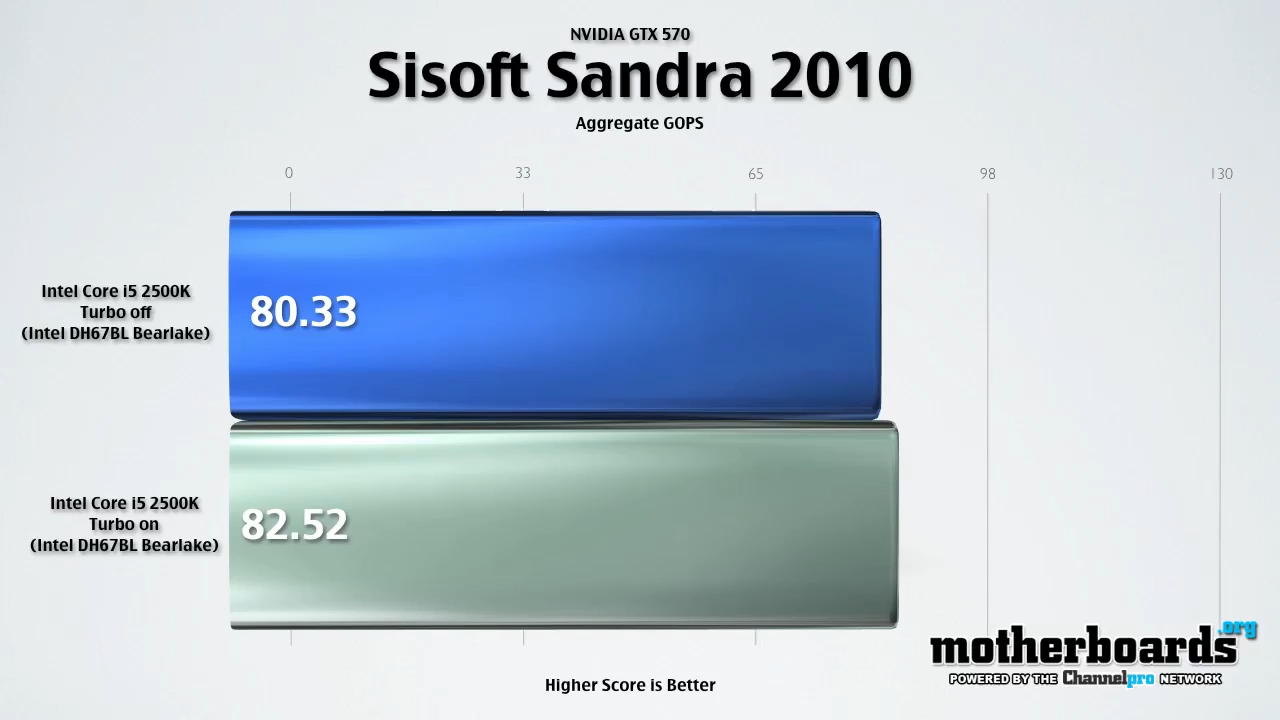 NVIDIA GTX 570
Sisoft Sandra 2010
Aggregate GOPS
0 33 65 98 130
Intel Core i5 2500K
Turbo off
(Intel DH67BL Bearlake)
80.33
Intel Core i5 2500K
Turbo on
(Intel DH67BL Bearlake)
82.52
motherboards.org
POWERED BY THE Channelpro NETWORK
Higher Score is Better